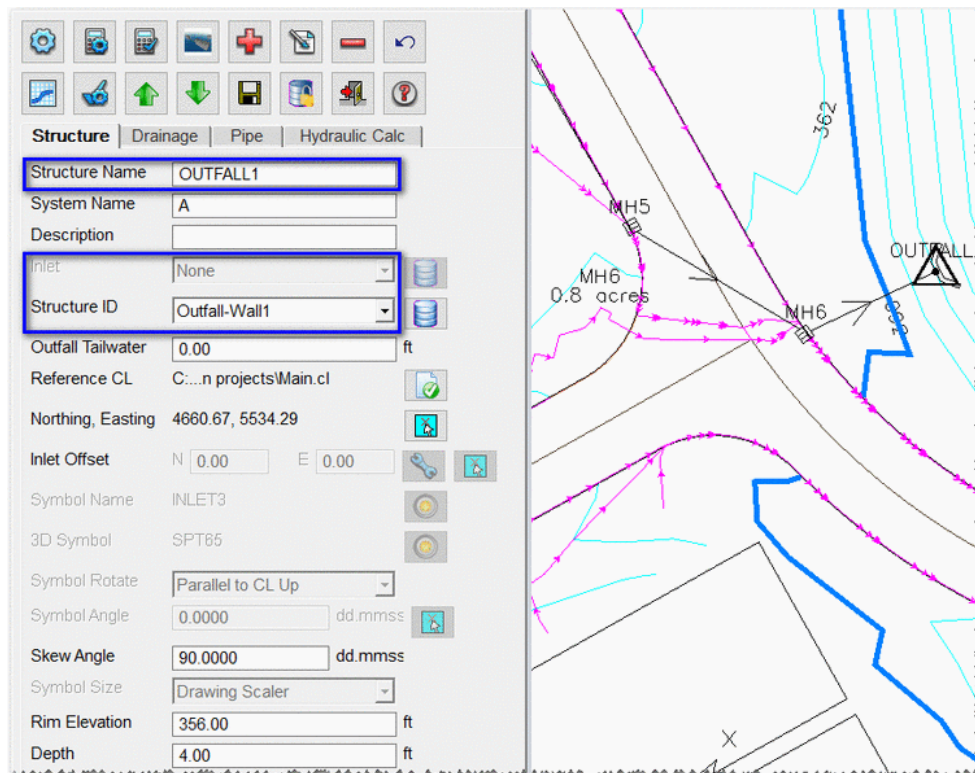 Structure Drainage Pipe Hydraulic Calc
Structure Name OUTFALL1
System Name A
Description
Inlet None
Structure ID Outfall-Wall1
Outfall Tailwater 0.00 ft
Reference CL C:...n projects\Main.cl
Northing, Easting 4660.67, 5534.29
Inlet Offset N 0.00 E 0.00
Symbol Name INLET3
3D Symbol SPT65
Symbol Rotate Parallel to CL Up
Symbol Angle 0.0000 dd.mmss
Skew Angle 90.0000 dd.mmss
Symbol Size Drawing Scaler
Rim Elevation 356.00 ft
Depth 4.00 ft
362
MH5
OUTFALL
MH6
0.8 acres
MH6
X